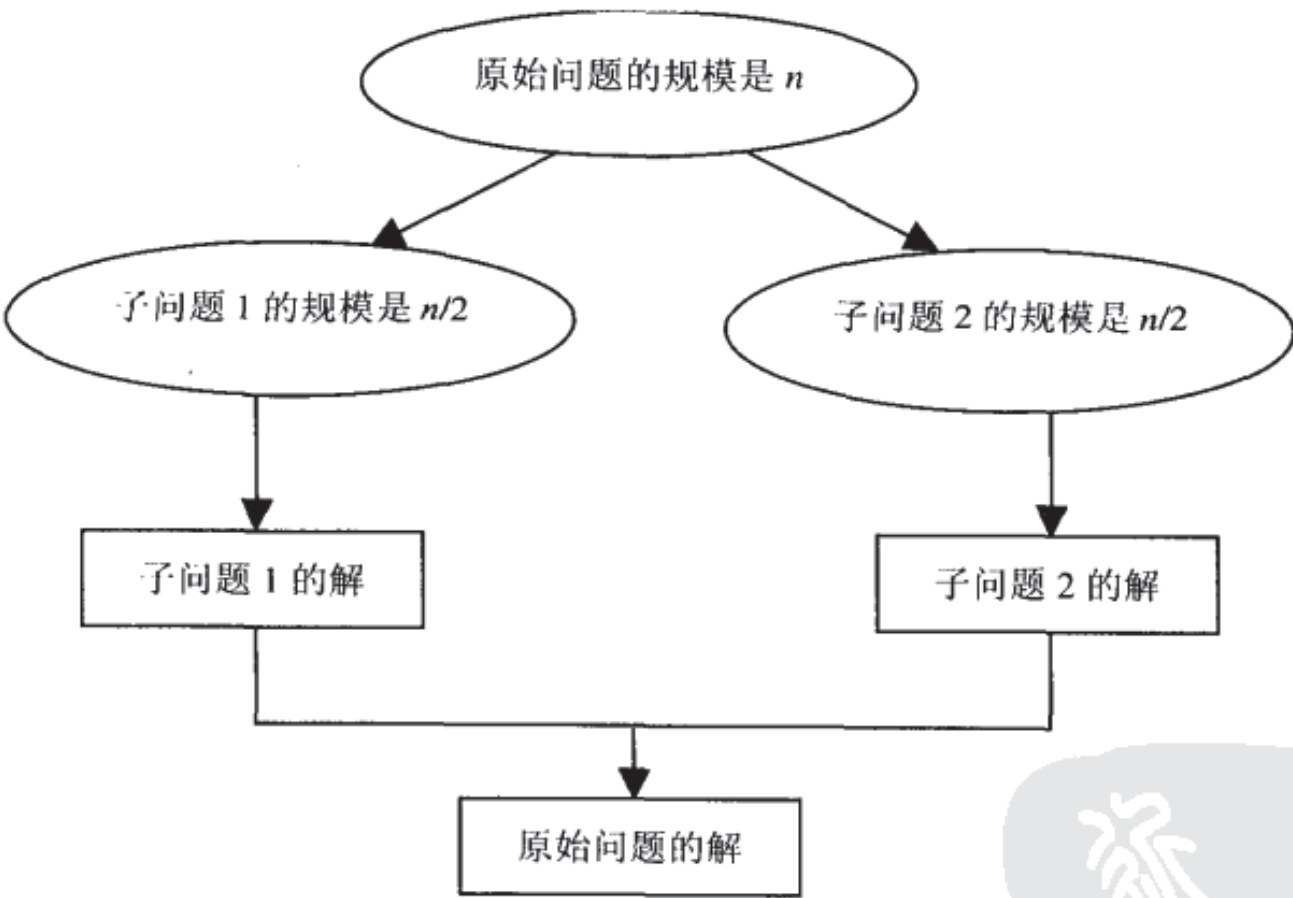 原始问题的规模是 n
子问题 1 的规模是 n/2
子问题 2 的规模是 n/2
子问题 1 的解
子问题 2 的解
原始问题的解